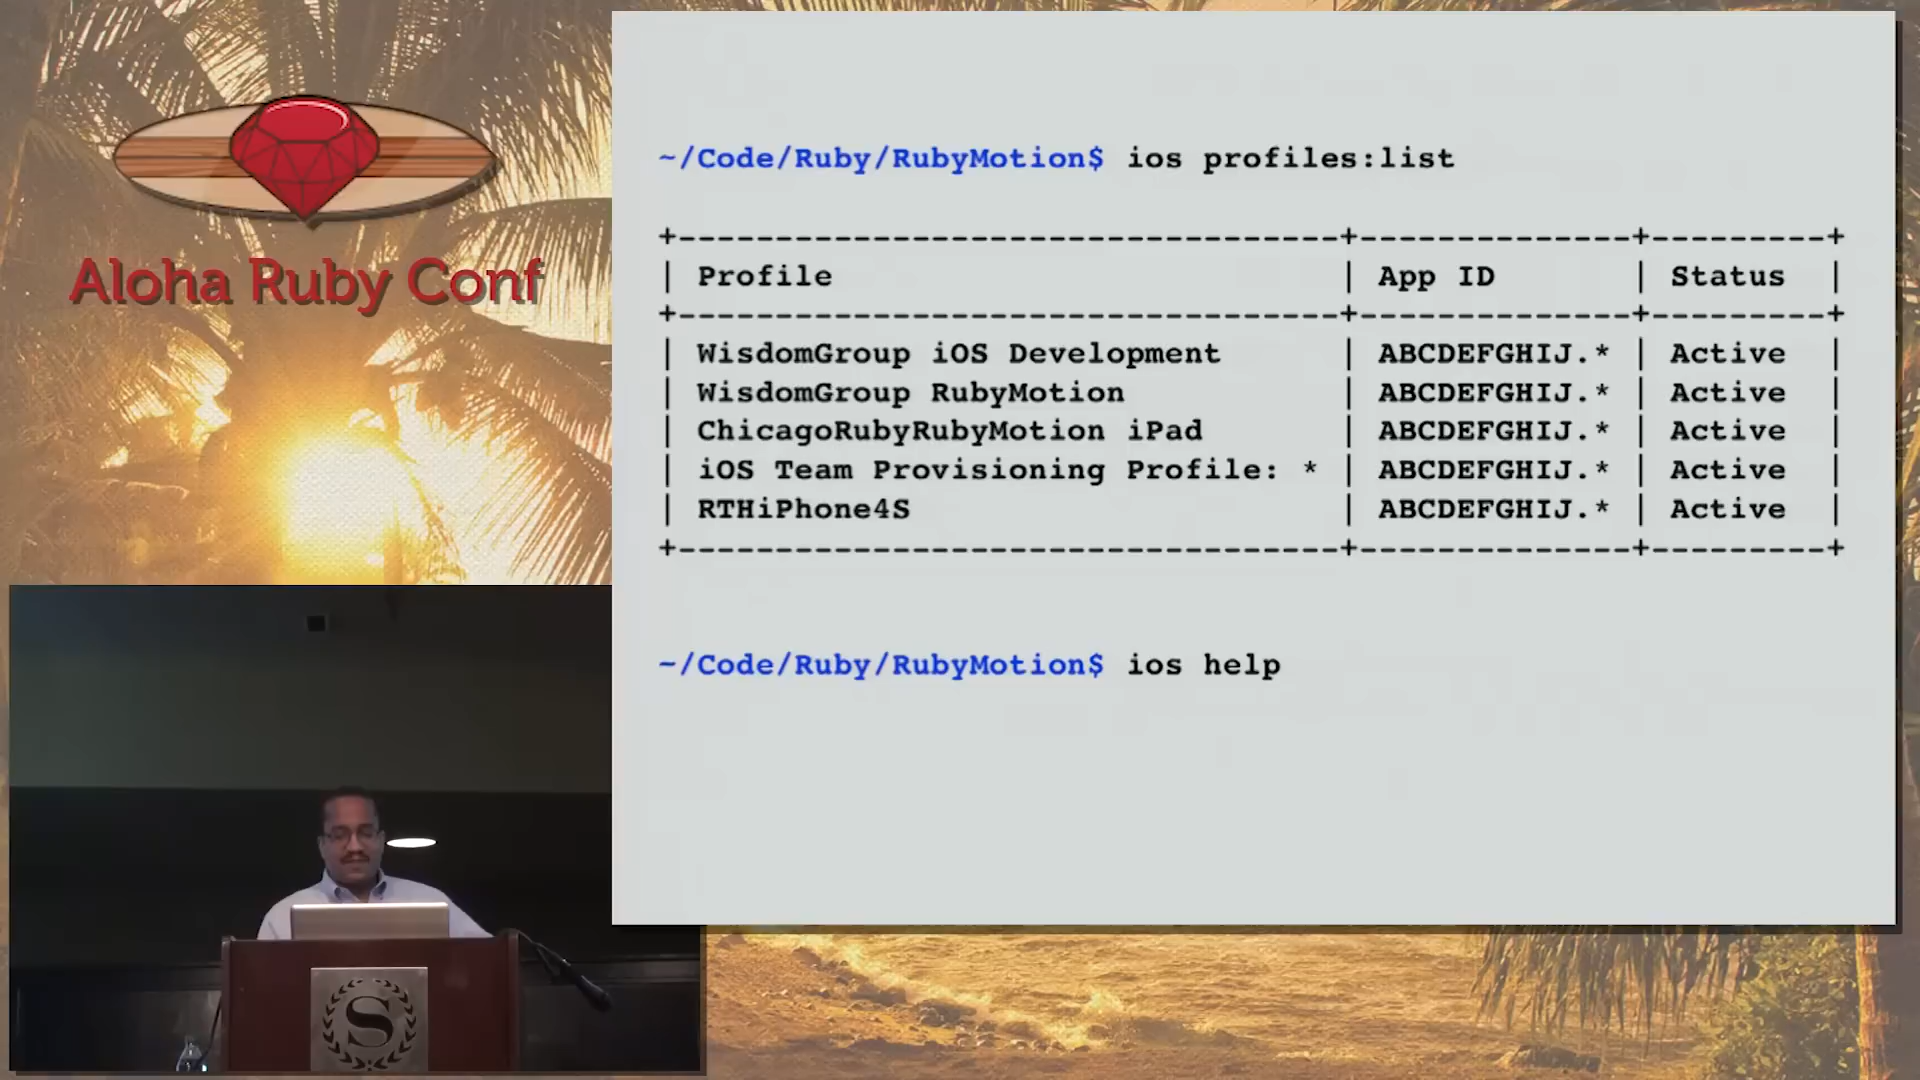 Aloha Ruby Conf
~/Code/Ruby/RubyMotion$ ios profiles:list
+----------------------------------+--------------+---------+
| Profile | App ID | Status |
+----------------------------------+--------------+---------+
| WisdomGroup iOS Development | ABCDEFGHIJ.* | Active |
| WisdomGroup RubyMotion | ABCDEFGHIJ.* | Active |
| ChicagoRubyRubyMotion iPad | ABCDEFGHIJ.* | Active |
| iOS Team Provisioning Profile: * | ABCDEFGHIJ.* | Active |
| RTHiPhone4S | ABCDEFGHIJ.* | Active |
+----------------------------------+--------------+---------+
~/Code/Ruby/RubyMotion$ ios help
S